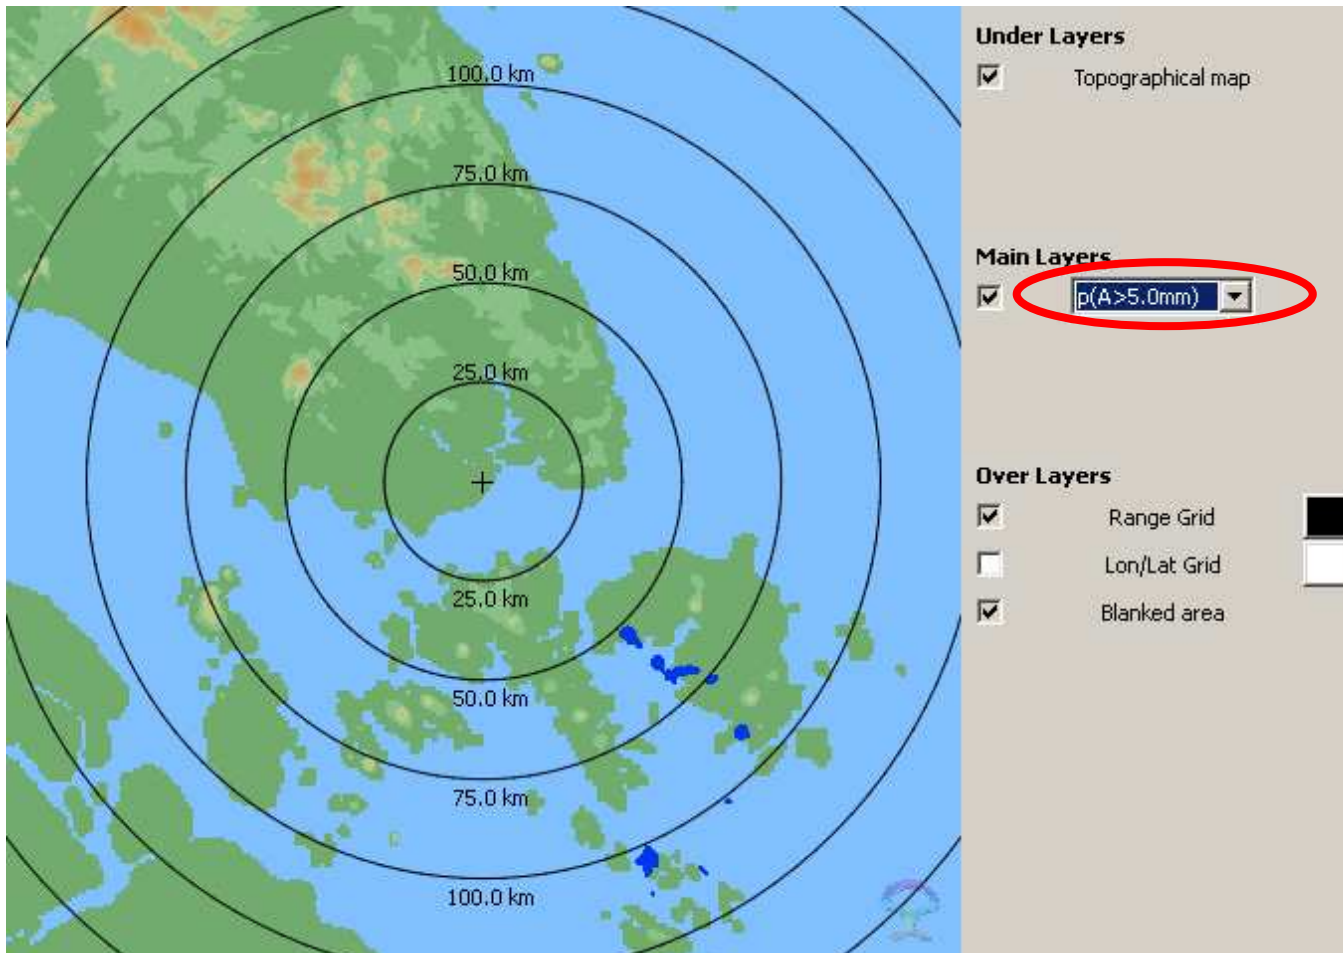 100.0 km
75.0 km
50.0 km
25.0 km
25.0 km
50.0 km
75.0 km
100.0 km
Under Layers
Topographical map
Main Layers
p(A>5.0mm)
Over Layers
Range Grid
Lon/Lat Grid
Blanked area